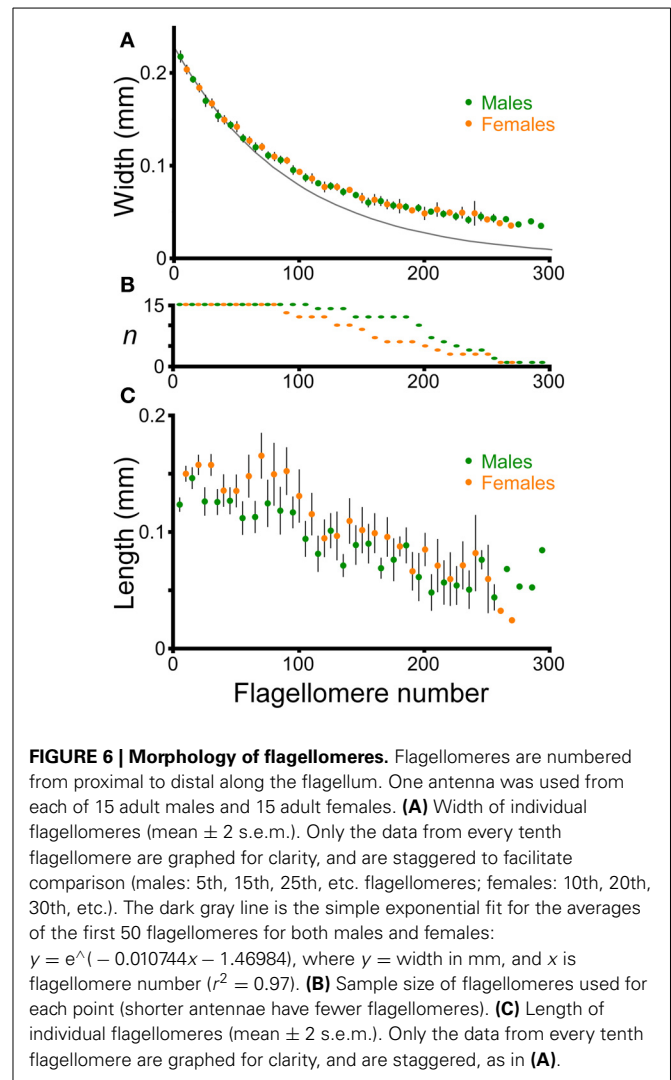 A
0.2
Males
Females
0.1
Width (mm)
0
0 100 200 300
B
15
n
0
0 100 200 300
C
0.2
Males
Females
0.1
Length (mm)
0
0 100 200 300
Flagellomere number
FIGURE 6 | Morphology of flagellomeres. Flagellomeres are numbered
from proximal to distal along the flagellum. One antenna was used from
each of 15 adult males and 15 adult females. (A) Width of individual
flagellomeres (mean ± 2 s.e.m.). Only the data from every tenth
flagellomere are graphed for clarity, and are staggered to facilitate
comparison (males: 5th, 15th, 25th, etc. flagellomeres; females: 10th, 20th,
30th, etc.). The dark gray line is the simple exponential fit for the averages
of the first 50 flagellomeres for both males and females:
y = e^( − 0.010744x − 1.46984), where y = width in mm, and x is
flagellomere number (r² = 0.97). (B) Sample size of flagellomeres used for
each point (shorter antennae have fewer flagellomeres). (C) Length of
individual flagellomeres (mean ± 2 s.e.m.). Only the data from every tenth
flagellomere are graphed for clarity, and are staggered, as in (A).